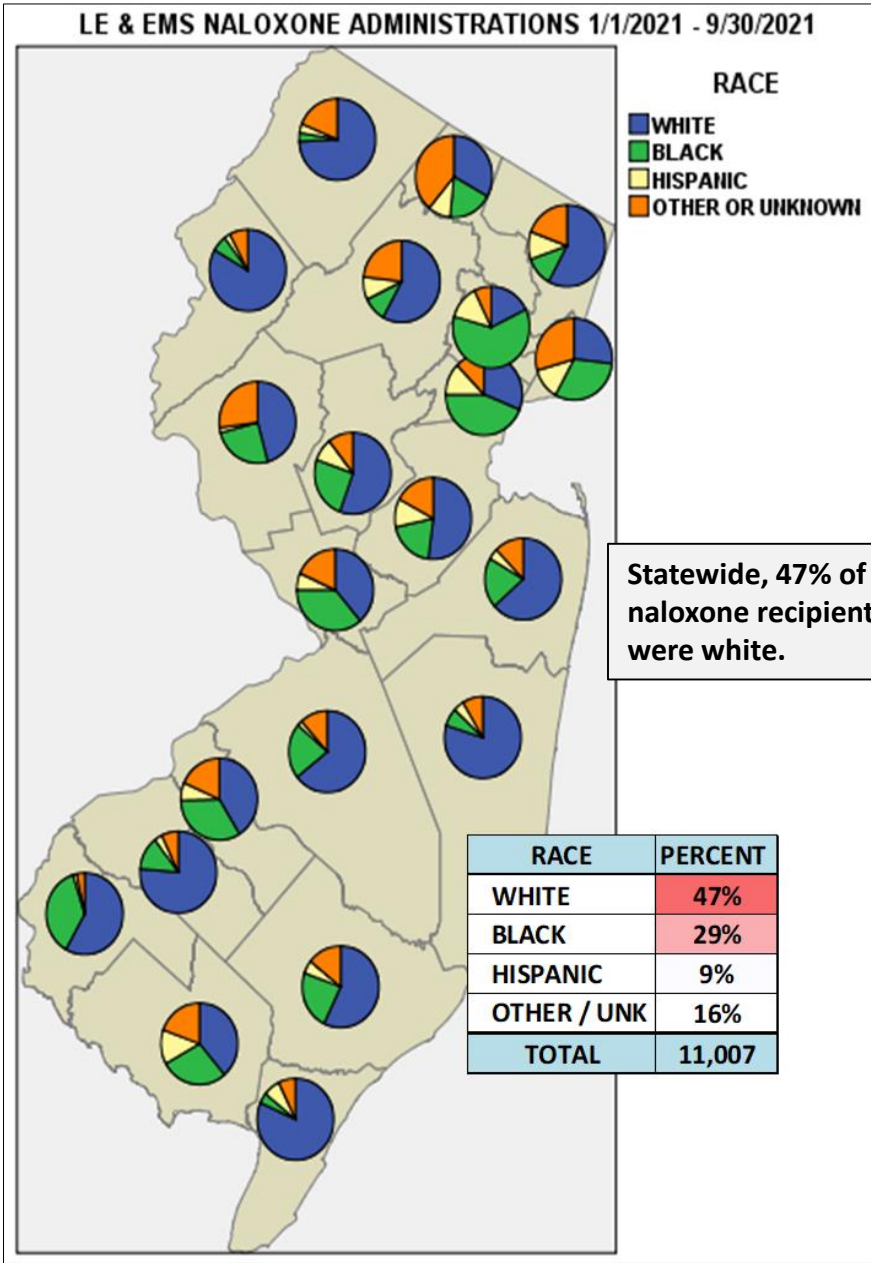 LE & EMS NALOXONE ADMINISTRATIONS 1/1/2021 - 9/30/2021
RACE
WHITE
BLACK
HISPANIC
OTHER OR UNKNOWN
Statewide, 47% of
naloxone recipient
were white.
RACE PERCENT
WHITE 47%
BLACK 29%
HISPANIC 9%
OTHER / UNK 16%
TOTAL 11,007